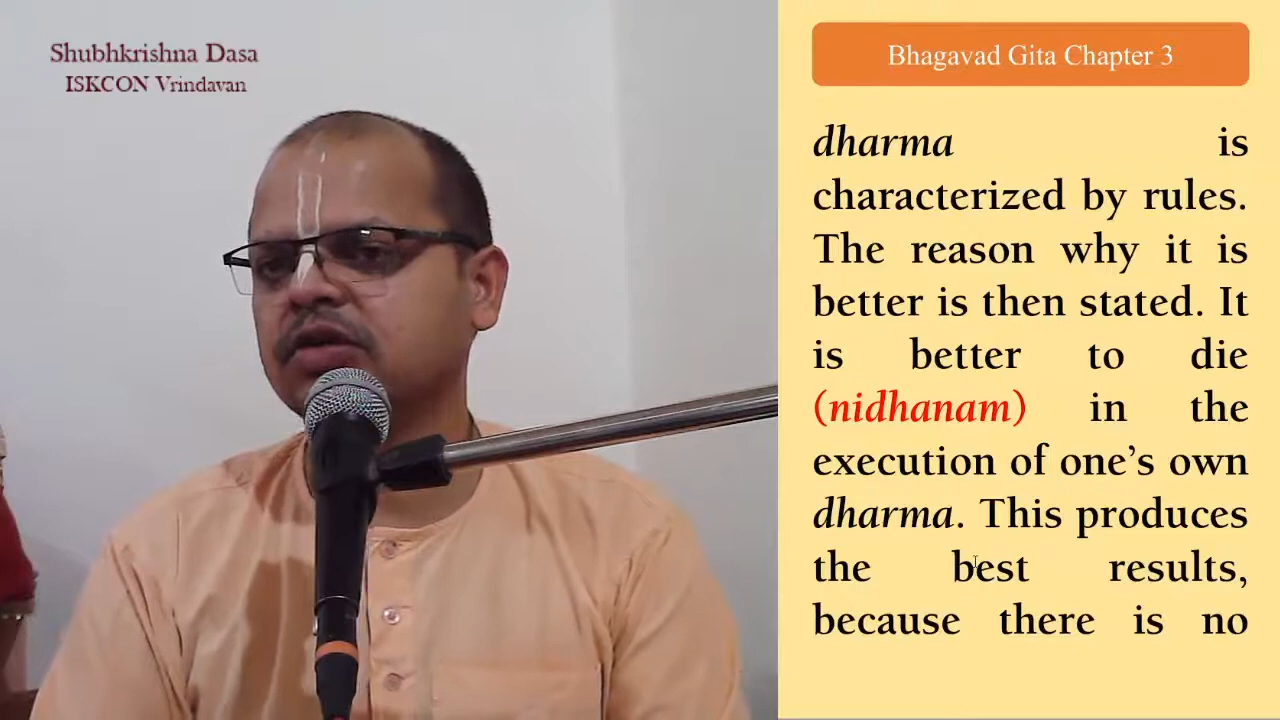 Shubhkrishna Dasa
ISKCON Vrindavan
Bhagavad Gita Chapter 3
dharma is
characterized by rules.
The reason why it is
better is then stated. It
is better to die
(nidhanam) in the
execution of one’s own
dharma. This produces
the best results,
because there is no